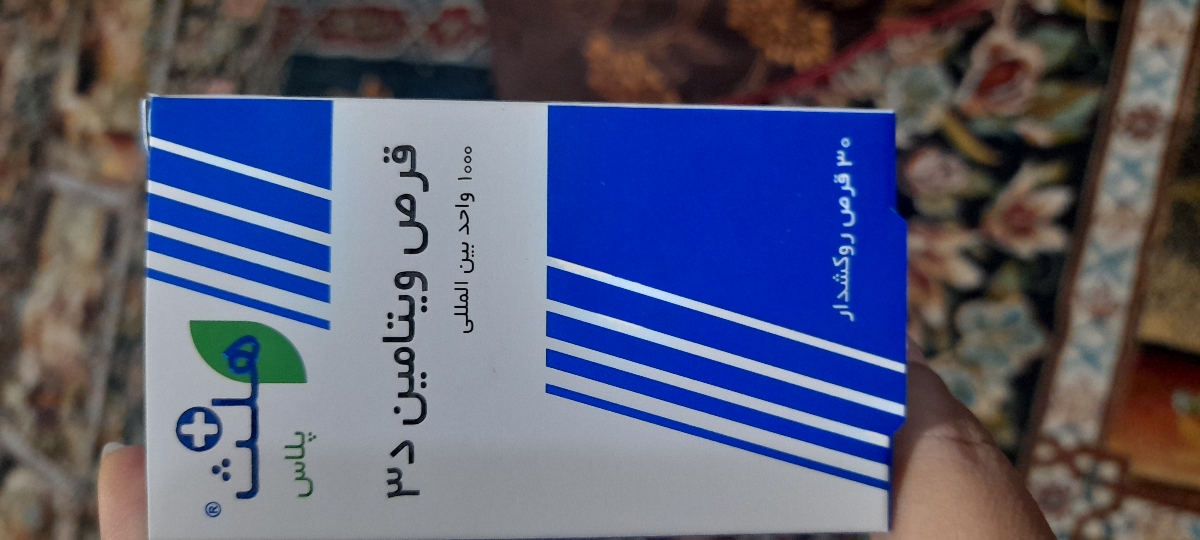 هلث®
پلاس
قرص ویتامین د۳
۱۰۰۰ واحد بین المللی
۳۰ قرص روکشدار